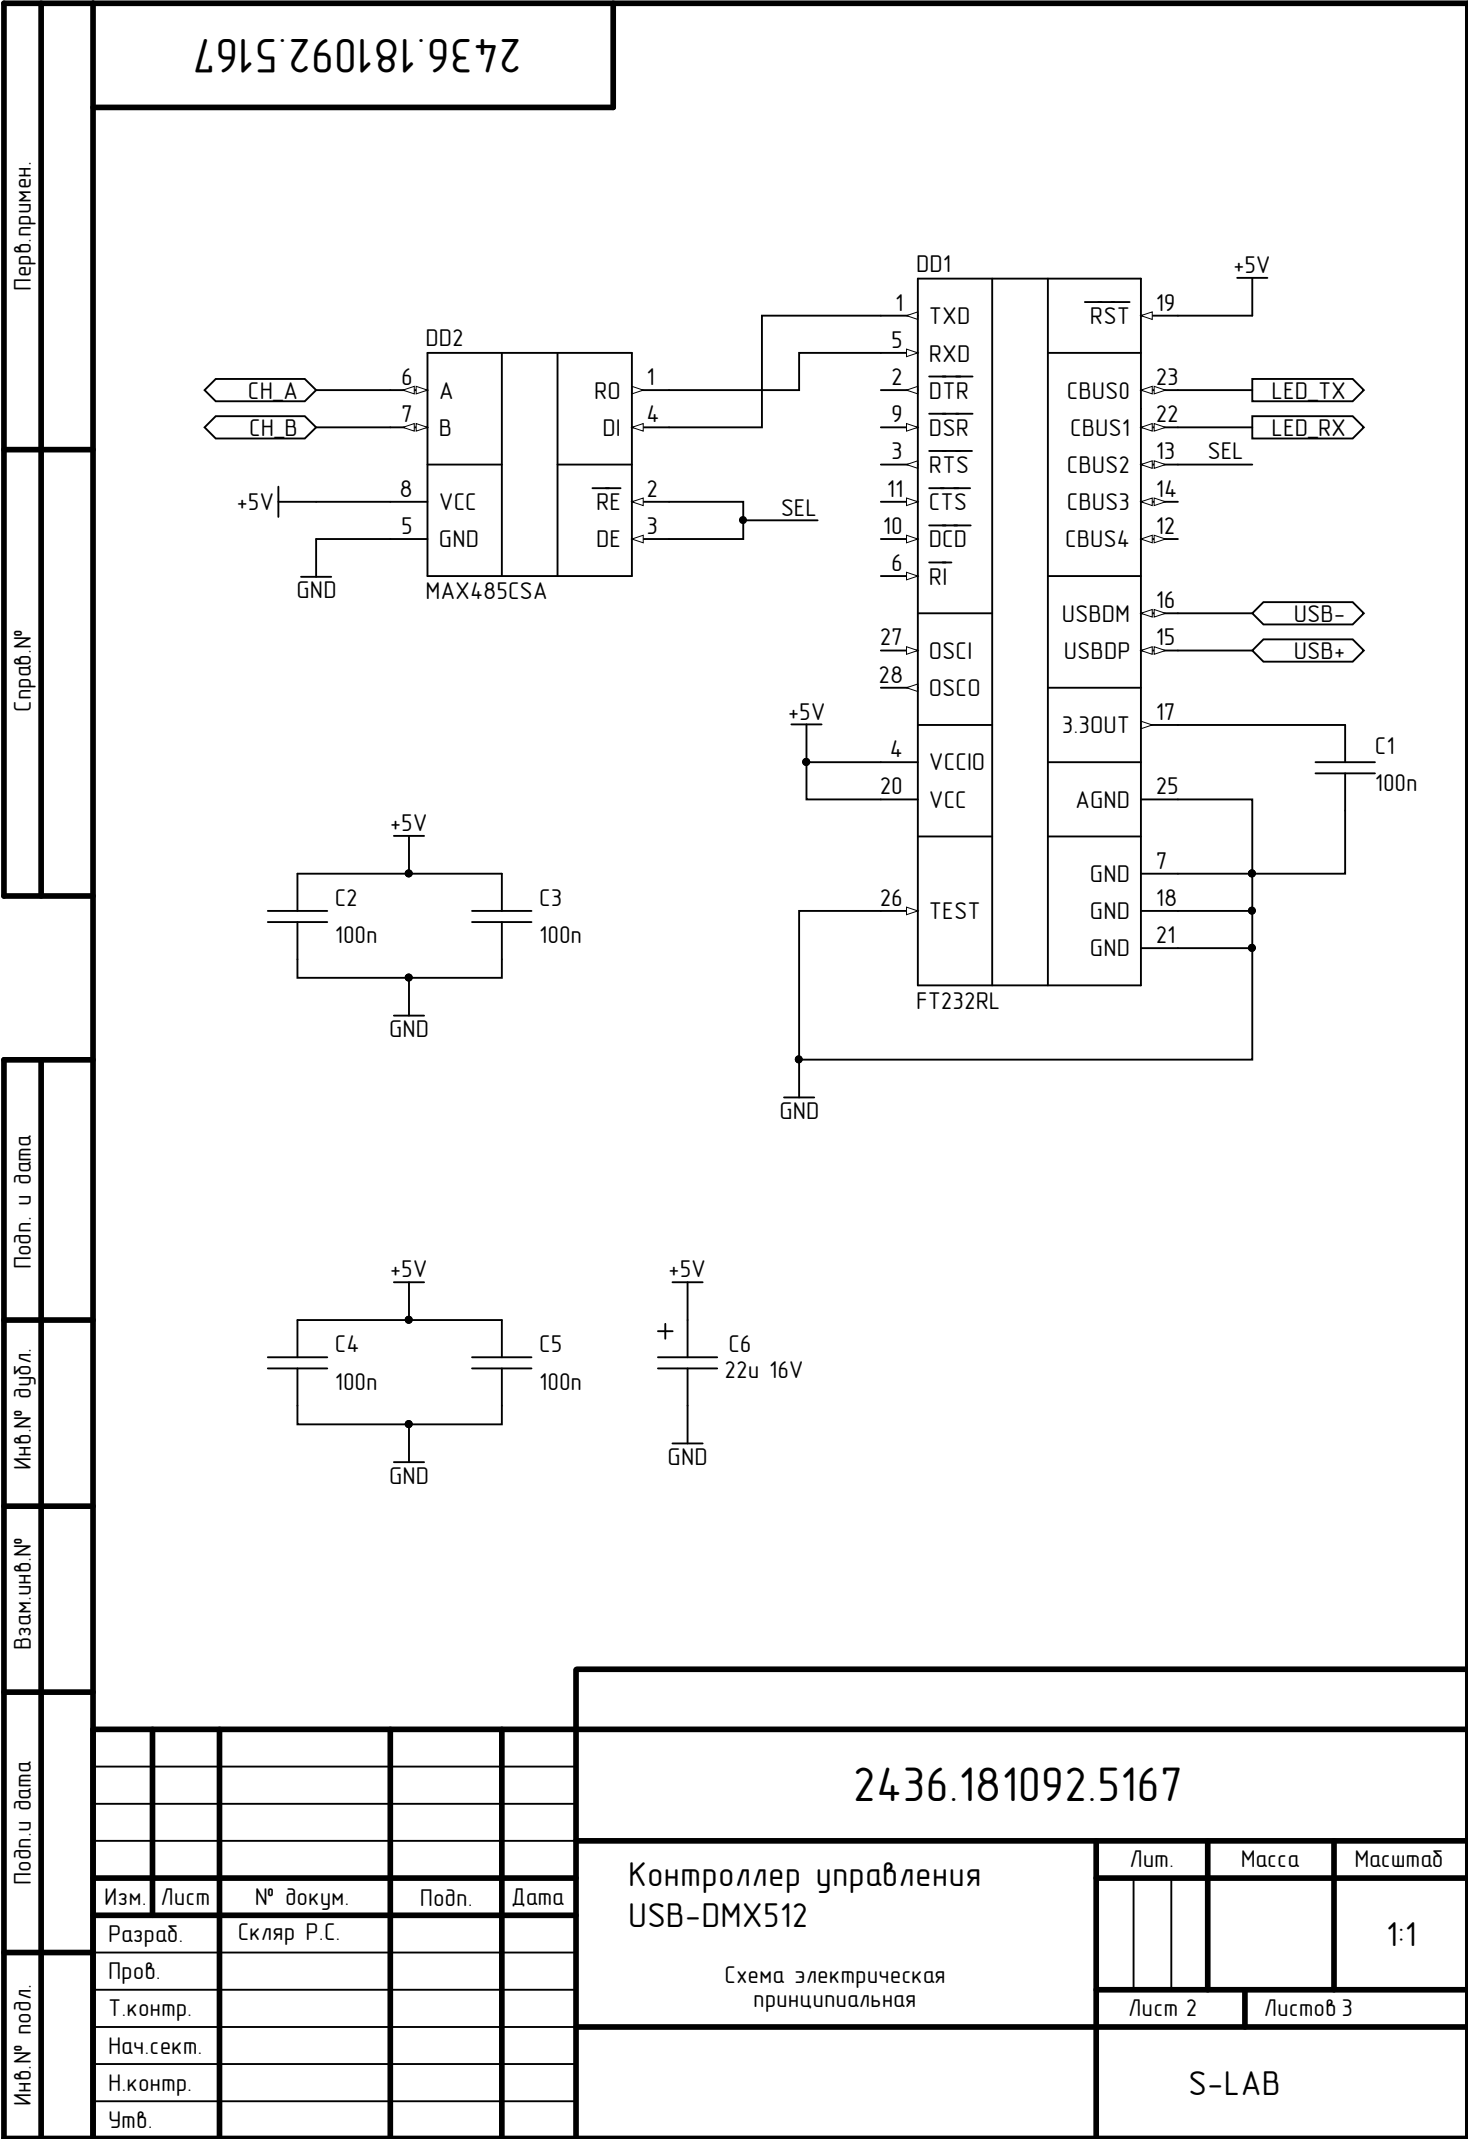 2436.181092.5167
Перв.примен.
Справ.№
Подп. и дата
Инв.№ дубл.
Взам.инв.№
Подп.и дата
Инв.№ подл.
DD2
CH_A
6
A
RO
1
CH_B
7
B
DI
4
+5V
8
VCC
RE
2
SEL
5
GND
DE
3
GND
MAX485CSA
DD1
+5V
1
TXD
RST
19
5
RXD
2
DTR
CBUS0
23
LED_TX
9
DSR
CBUS1
22
LED_RX
3
RTS
CBUS2
13
SEL
11
CTS
CBUS3
14
10
DCD
CBUS4
12
6
RI
USBDM
16
USB-
27
OSCI
USBDP
15
USB+
28
OSCO
+5V
3.3OUT
17
C1
100n
4
VCCIO
20
VCC
AGND
25
GND
7
26
TEST
GND
18
GND
21
FT232RL
GND
+5V
C2
100n
C3
100n
GND
+5V
C4
100n
C5
100n
GND
+5V
+
C6
22u 16V
GND
2436.181092.5167
Контроллер управления
USB-DMX512
Схема электрическая
принципиальная
Лит.
Масса
Масштаб
1:1
Лист 2
Листов 3
S-LAB
Изм.
Лист
№ докум.
Подп.
Дата
Разраб.
Скляр Р.С.
Пров.
Т.контр.
Нач.сект.
Н.контр.
Утв.